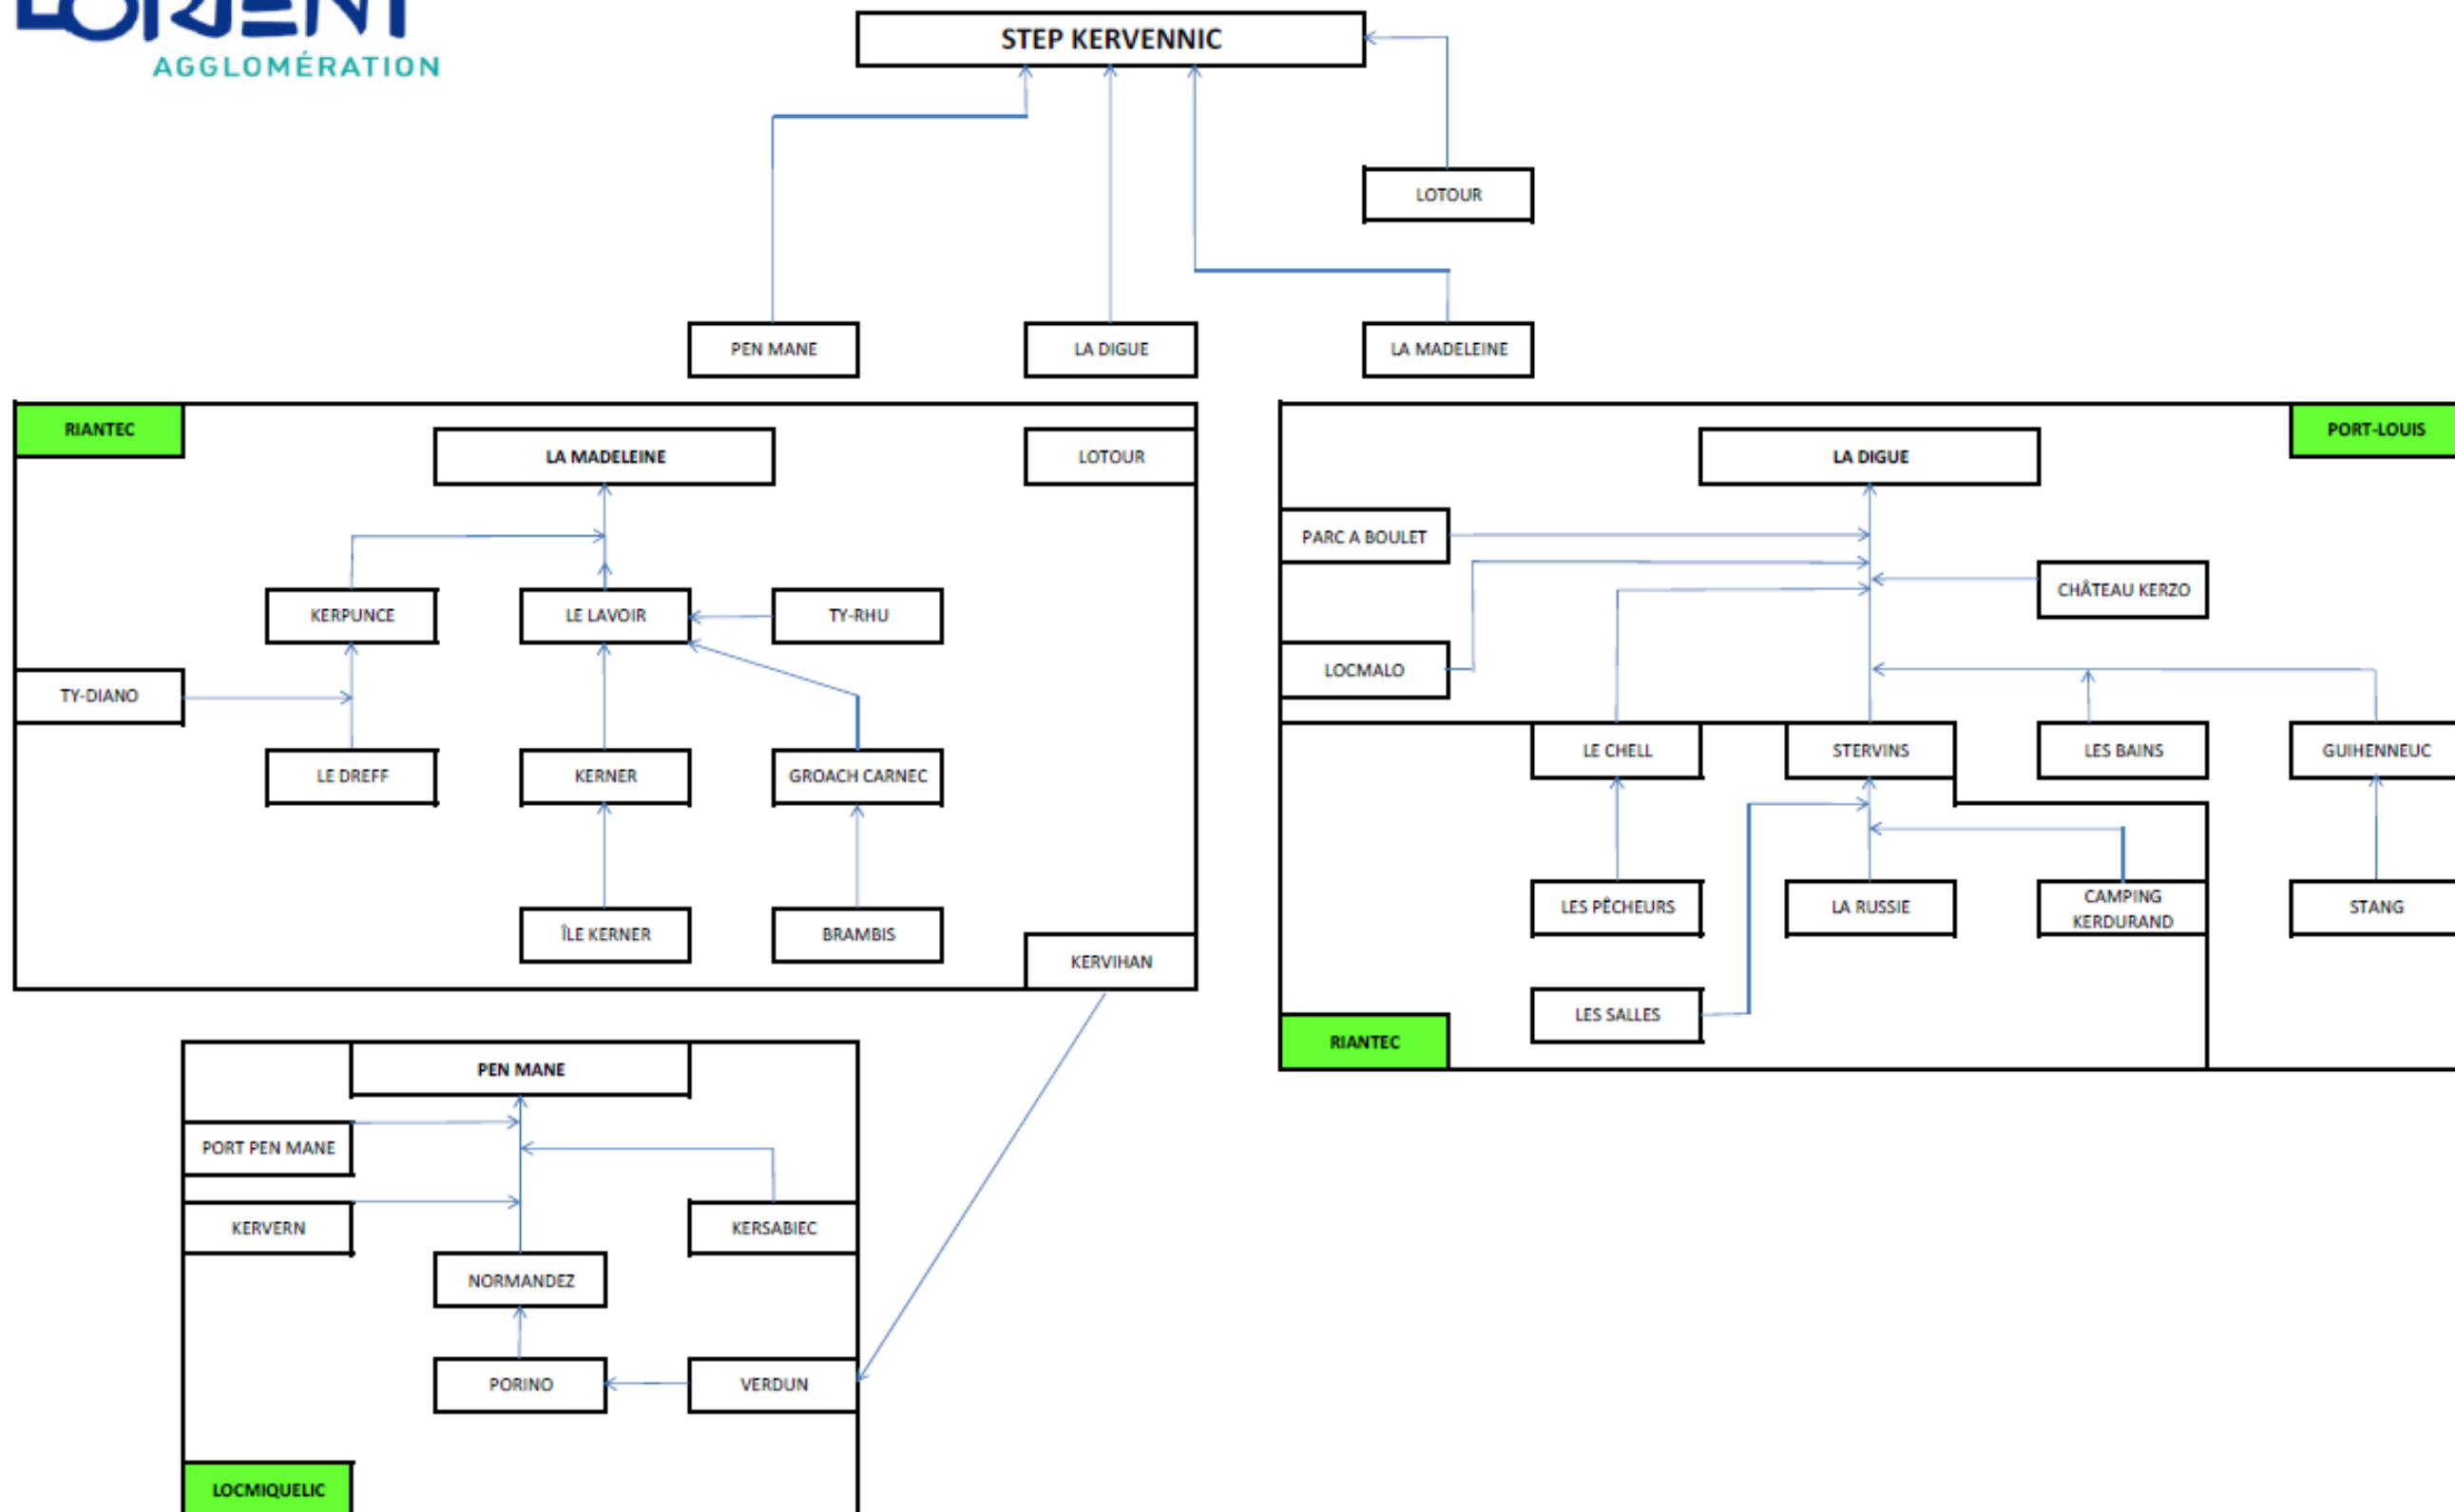 LORIENT
AGGLOMÉRATION
STEP KERVENNIC
LOTOUR
PEN MANE
LA DIGUE
LA MADELEINE
RIANTEC
LA MADELEINE
LOTOUR
KERPUNCE
LE LAVOIR
TY-RHU
TY-DIANO
LE DREFF
KERNER
GROACH CARNEC
ÎLE KERNER
BRAMBIS
KERVIHAN
PORT-LOUIS
LA DIGUE
PARC A BOULET
CHÂTEAU KERZO
LOCMALO
LE CHELL
STERVINS
LES BAINS
GUIHENNEUC
LES PÊCHEURS
LA RUSSIE
CAMPING
KERDURAND
STANG
LES SALLES
RIANTEC
PEN MANE
PORT PEN MANE
KERVERN
KERSABIEC
NORMANDEZ
PORINO
VERDUN
LOCMIQUELIC